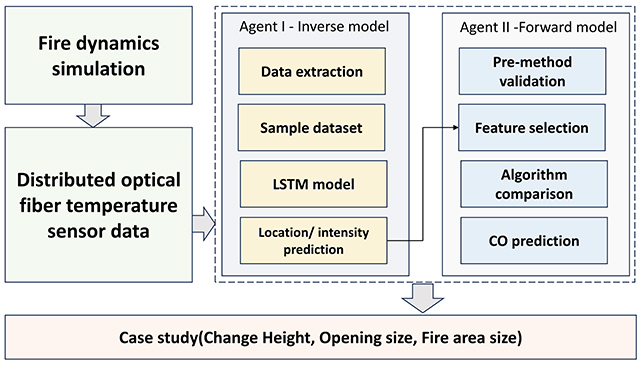 Fire dynamics
simulation
Distributed optical
fiber temperature
sensor data
Agent I - Inverse model
Data extraction
Sample dataset
LSTM model
Location/ intensity
prediction
Agent II -Forward model
Pre-method
validation
Feature selection
Algorithm
comparison
CO prediction
Case study(Change Height, Opening size, Fire area size)